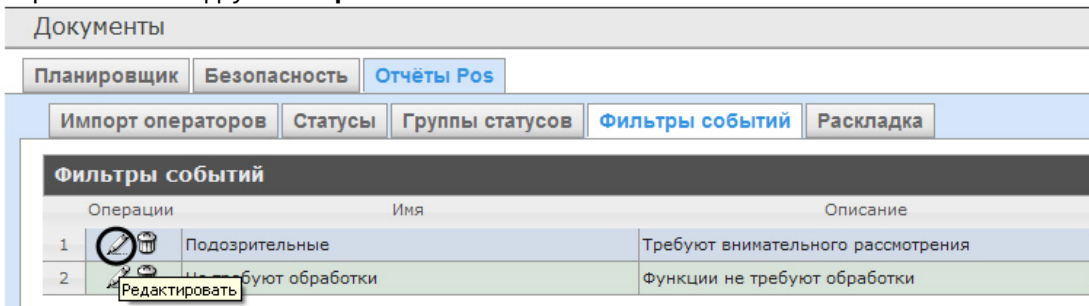 Документы
Планировщик Безопасность Отчёты Pos
Импорт операторов Статусы Группы статусов Фильтры событий Раскладка
Фильтры событий
Операции Имя Описание
1 Подозрительные Требуют внимательного рассмотрения
2 требуют обработки Функции не требуют обработки
Редактировать